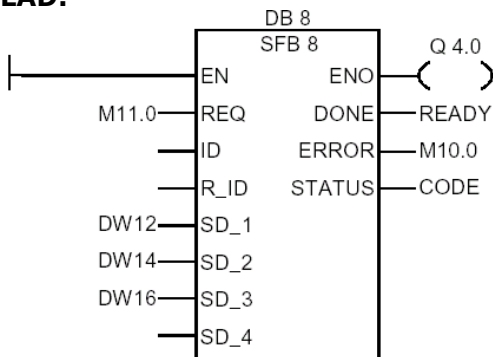 LAD:
DB 8
SFB 8
Q 4.0
EN ENO
M11.0 REQ DONE READY
ID ERROR M10.0
R_ID STATUS CODE
DW12 SD_1
DW14 SD_2
DW16 SD_3
SD_4